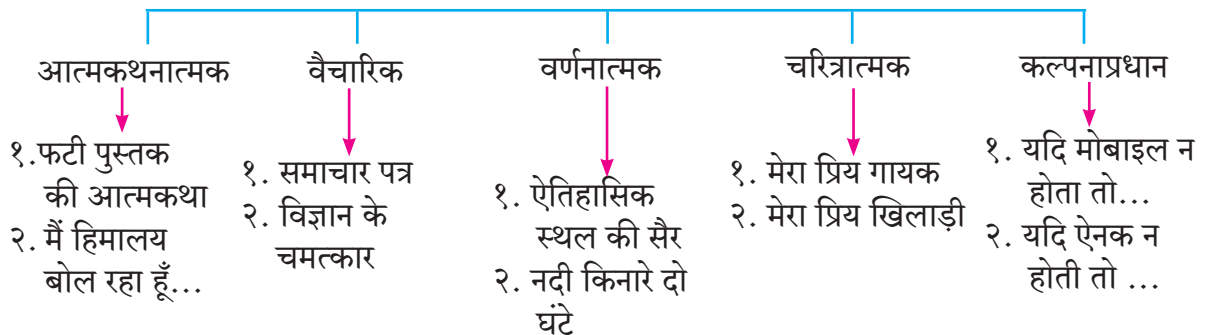 आत्मकथनात्मक
१.फटी पुस्तक
की आत्मकथा
२. मैं हिमालय
बोल रहा हूँ...
वैचारिक
१. समाचार पत्र
२. विज्ञान के
चमत्कार
वर्णनात्मक
१. ऐतिहासिक
स्थल की सैर
२. नदी किनारे दो
घंटे
चरित्रात्मक
१. मेरा प्रिय गायक
२. मेरा प्रिय खिलाड़ी
कल्पनाप्रधान
१. यदि मोबाइल न
होता तो...
२. यदि ऐनक न
होती तो ...